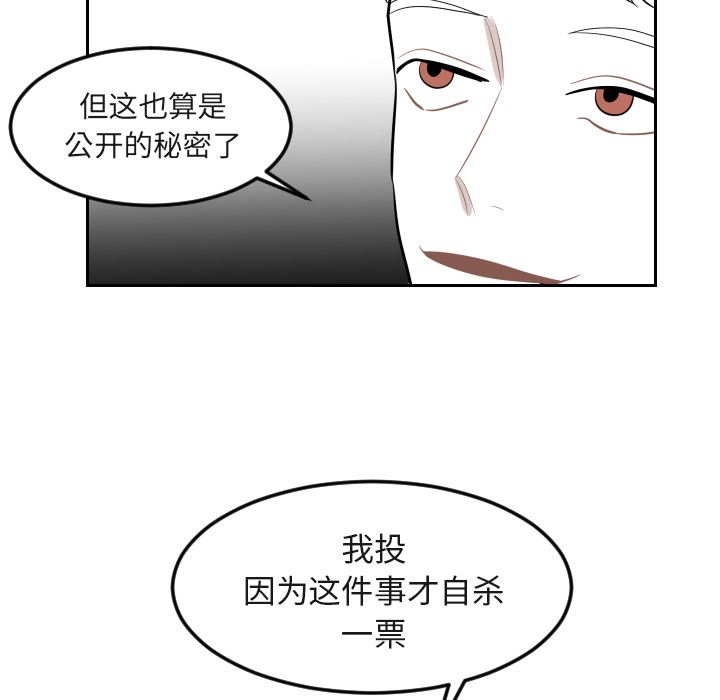 但这也算是
公开的秘密了
我投
因为这件事才自杀
一票